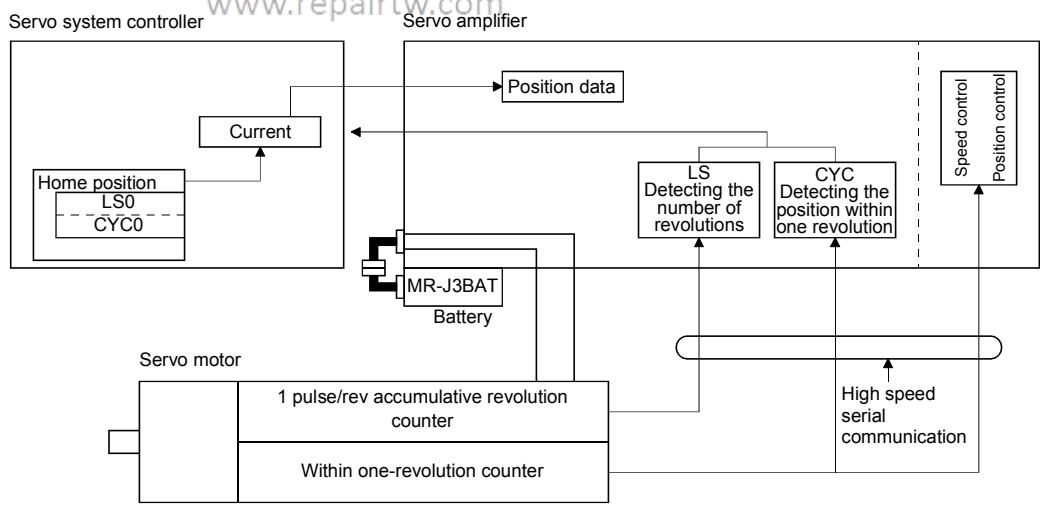 www.repairtw.com
Servo system controller
Servo amplifier
Position data
Current
Home position
LS0
CYC0
LS
Detecting the
number of
revolutions
CYC
Detecting the
position within
one revolution
Speed control
Position control
MR-J3BAT
Battery
Servo motor
1 pulse/rev accumulative revolution
counter
Within one-revolution counter
High speed
serial
communication